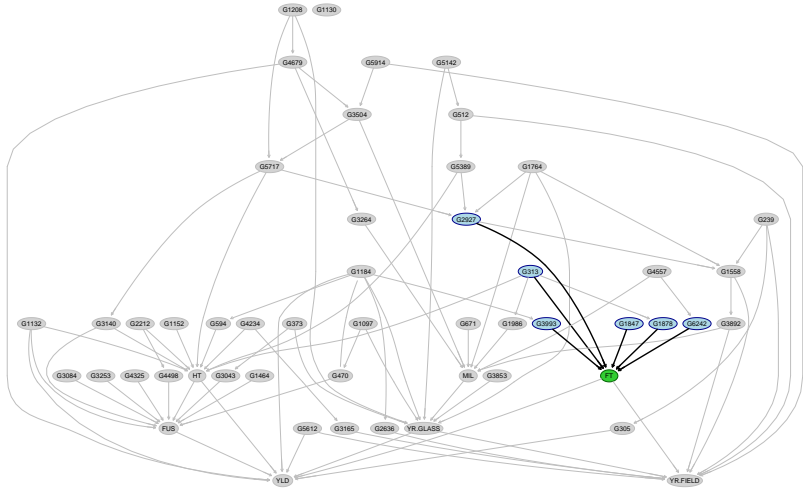 G1208 G1130
G4679 G5914 G5142
G3504 G512
G5717 G5389 G1764
G3264 G2927 G239
G1184 G313 G4557 G1558
G1132 G3140 G2212 G1152 G594 G4234 G373 G1097 G671 G1986 G3993 G1847 G1878 G6242 G3892
G3084 G3253 G4325 G4498 HT G3043 G1464 G470 MIL G3853 FT
FUS G5612 G3165 G2636 YR.GLASS G305
YLD YR.FIELD